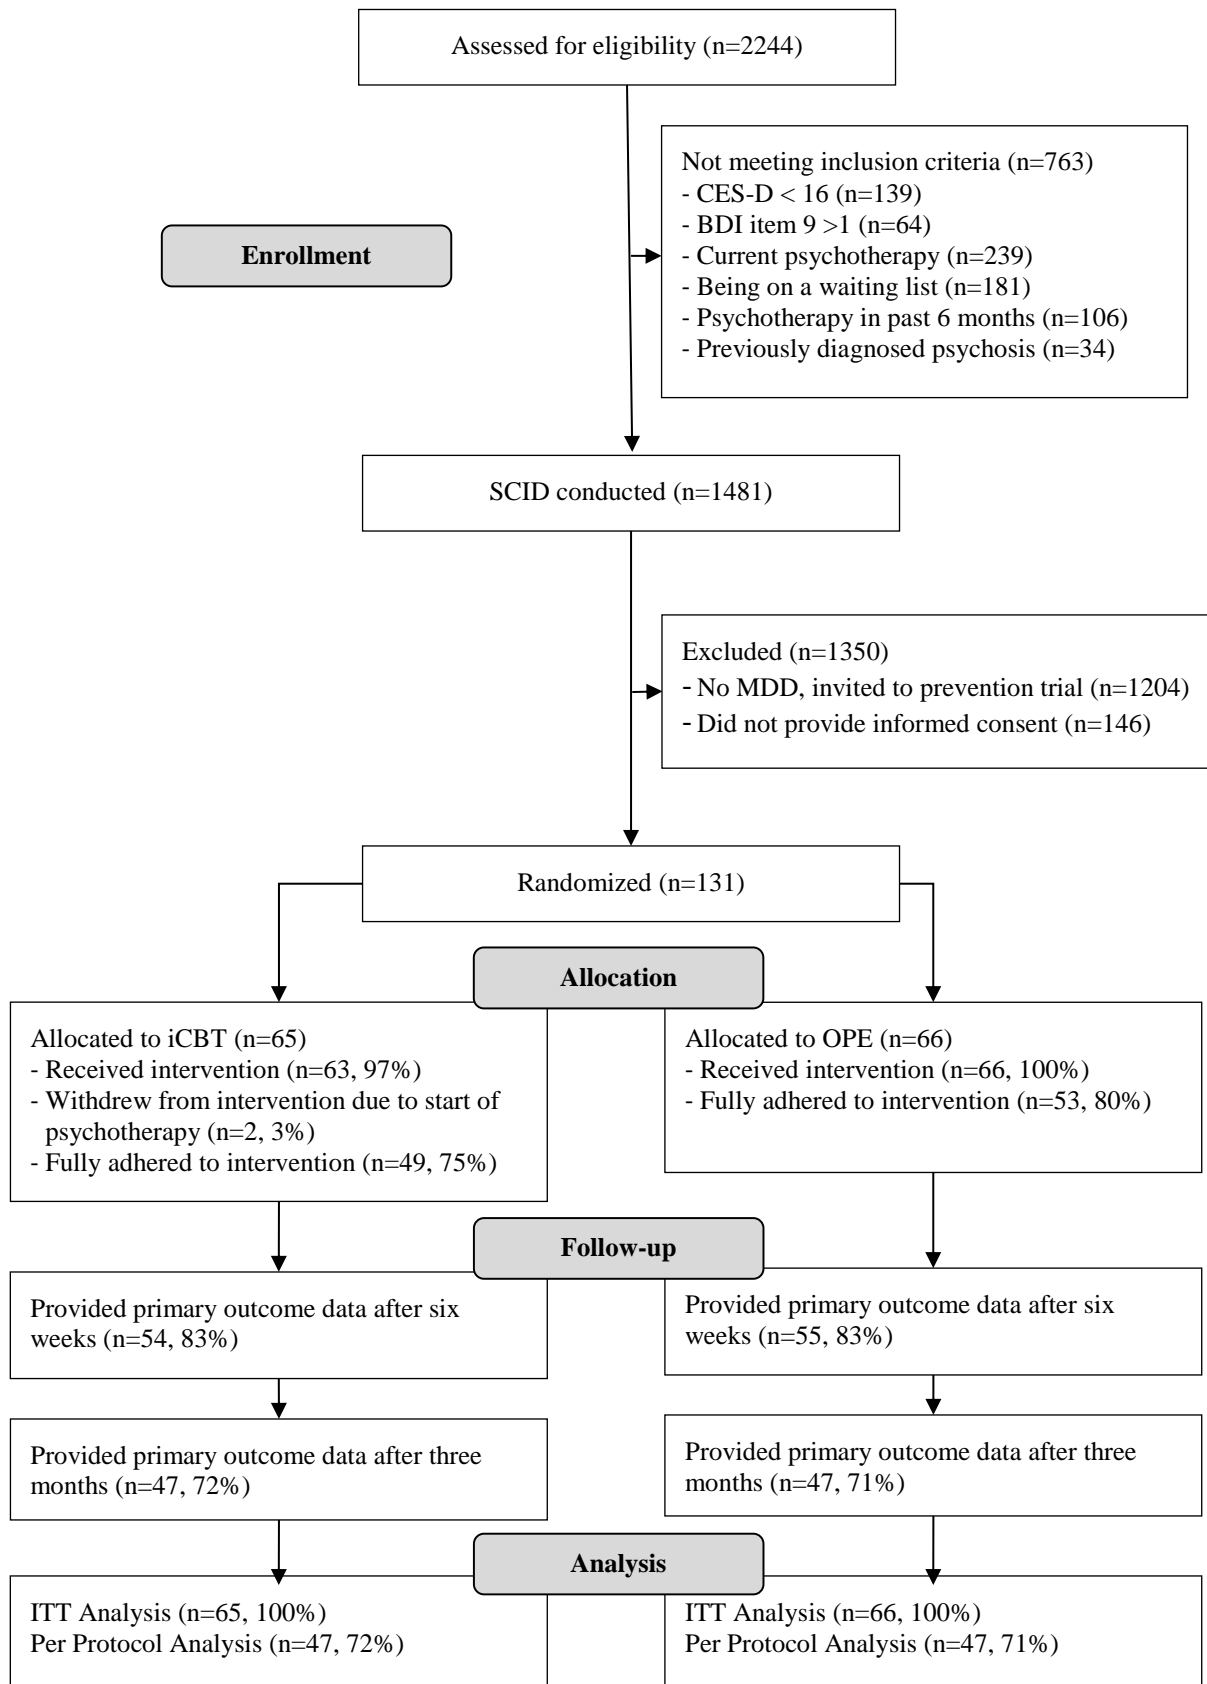 Assessed for eligibility (n=2244)
Not meeting inclusion criteria (n=763)
- CES-D < 16 (n=139)
- BDI item 9 >1 (n=64)
- Current psychotherapy (n=239)
- Being on a waiting list (n=181)
- Psychotherapy in past 6 months (n=106)
- Previously diagnosed psychosis (n=34)
Enrollment
SCID conducted (n=1481)
Excluded (n=1350)
- No MDD, invited to prevention trial (n=1204)
- Did not provide informed consent (n=146)
Randomized (n=131)
Allocation
Allocated to iCBT (n=65)
- Received intervention (n=63, 97%)
- Withdrew from intervention due to start of
psychotherapy (n=2, 3%)
- Fully adhered to intervention (n=49, 75%)
Allocated to OPE (n=66)
- Received intervention (n=66, 100%)
- Fully adhered to intervention (n=53, 80%)
Follow-up
Provided primary outcome data after six
weeks (n=54, 83%)
Provided primary outcome data after six
weeks (n=55, 83%)
Provided primary outcome data after three
months (n=47, 72%)
Provided primary outcome data after three
months (n=47, 71%)
Analysis
ITT Analysis (n=65, 100%)
Per Protocol Analysis (n=47, 72%)
ITT Analysis (n=66, 100%)
Per Protocol Analysis (n=47, 71%)